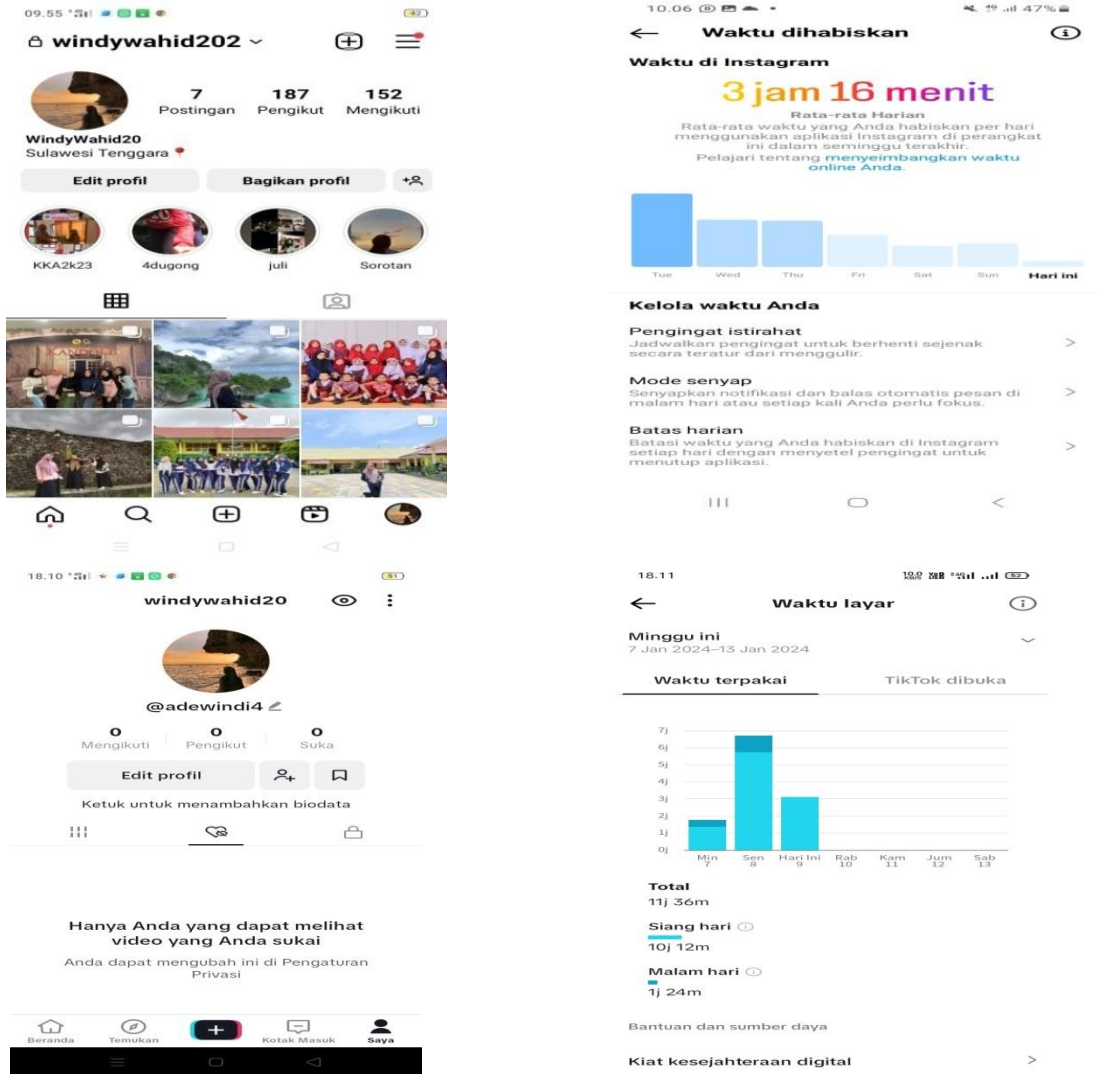 09.55
42
windywahid202
7 187 152
Postingan Pengikut Mengikuti
WindyWahid20
Sulawesi Tenggara
Edit profil Bagikan profil
KKA2k23 4dugong juli Sorotan
KANDOLE
10.06 47%
Waktu dihabiskan
Waktu di Instagram
3 jam 16 menit
Rata-rata Harian
Rata-rata waktu yang Anda habiskan per hari
menggunakan aplikasi Instagram di perangkat
ini dalam seminggu terakhir.
Pelajari tentang menyeimbangkan waktu
online Anda.
Tue Wed Thu Fri Sat Sun Hari ini
Kelola waktu Anda
Pengingat istirahat
Jadwalkan pengingat untuk berhenti sejenak
secara teratur dari menggulir.
Mode senyap
Senyapkan notifikasi dan balas otomatis pesan di
malam hari atau setiap kali Anda perlu fokus.
Batas harian
Batasi waktu yang Anda habiskan di Instagram
setiap hari dengan menyetel pengingat untuk
menutup aplikasi.
18.10
51
windywahid20
@adewindi4
0 0 0
Mengikuti Pengikut Suka
Edit profil
Ketuk untuk menambahkan biodata
Hanya Anda yang dapat melihat
video yang Anda sukai
Anda dapat mengubah ini di Pengaturan
Privasi
Beranda Temukan Kotak Masuk Saya
18.11
52
Waktu layar
Minggu ini
7 Jan 2024–13 Jan 2024
Waktu terpakai TikTok dibuka
7j
6j
5j
4j
3j
2j
1j
0j
Min Sen Hari Ini Rab Kam Jum Sab
7 8 9 10 11 12 13
Total
11j 36m
Siang hari
10j 12m
Malam hari
1j 24m
Bantuan dan sumber daya
Kiat kesejahteraan digital